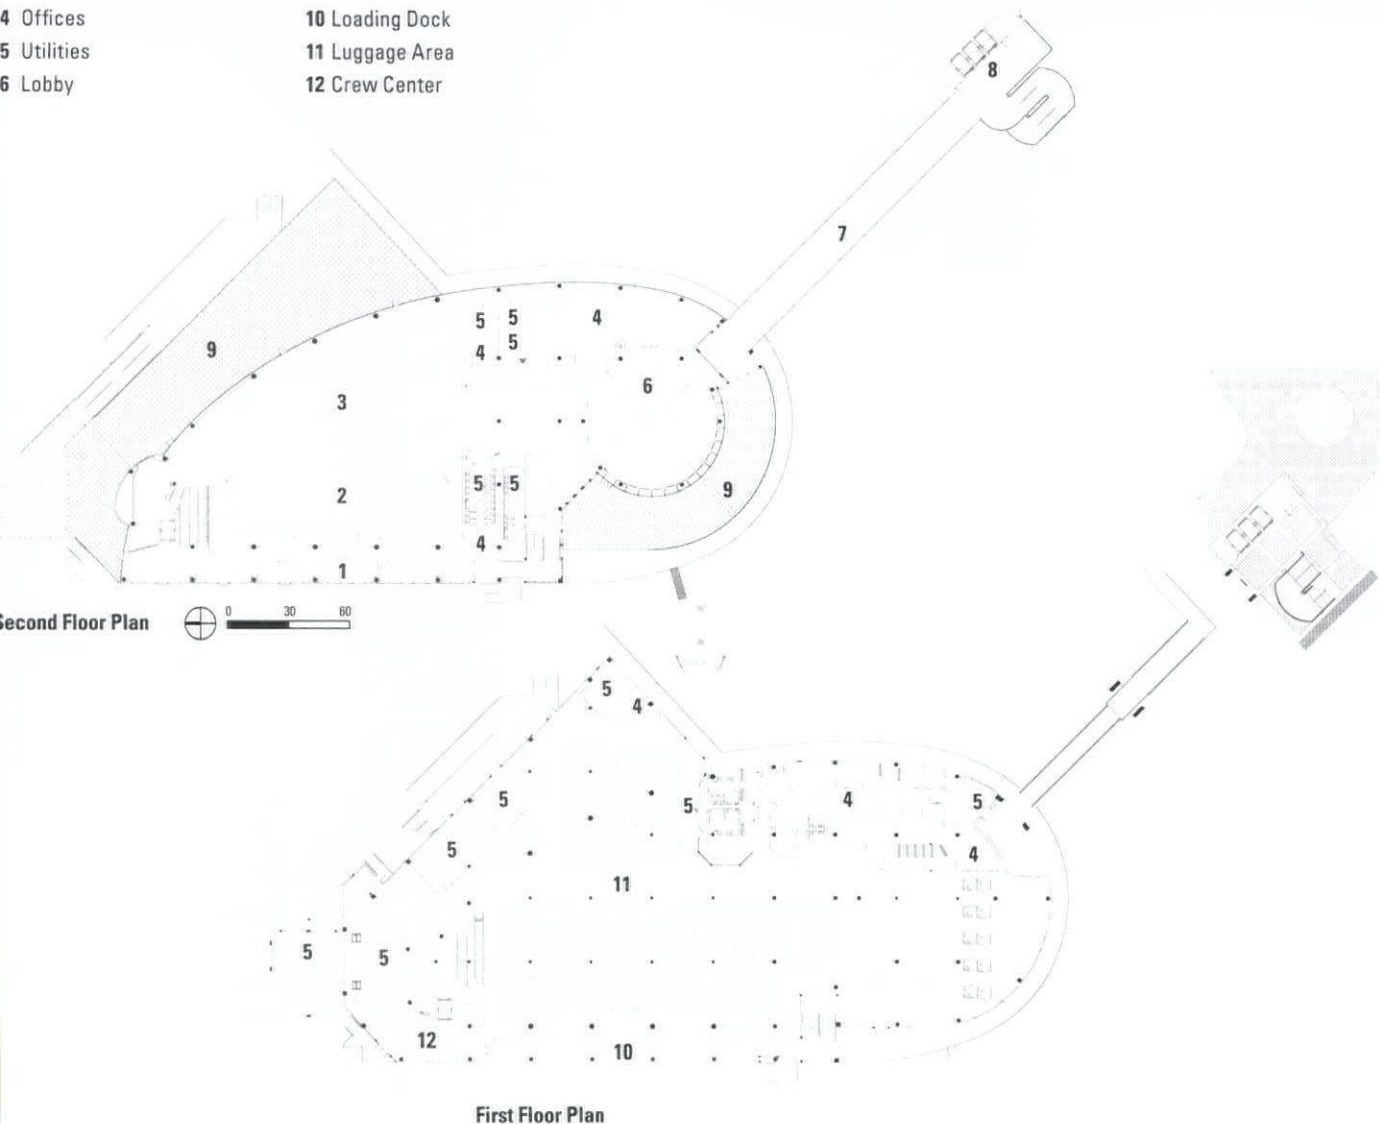 4 Offices
5 Utilities
6 Lobby
10 Loading Dock
11 Luggage Area
12 Crew Center
8
7
9
5 5 4
5
4
6
3
2
5 5
9
4
1
Second Floor Plan
0 30 60
5
4
5
5
4
5
5
4
11
5
5
12
10
First Floor Plan